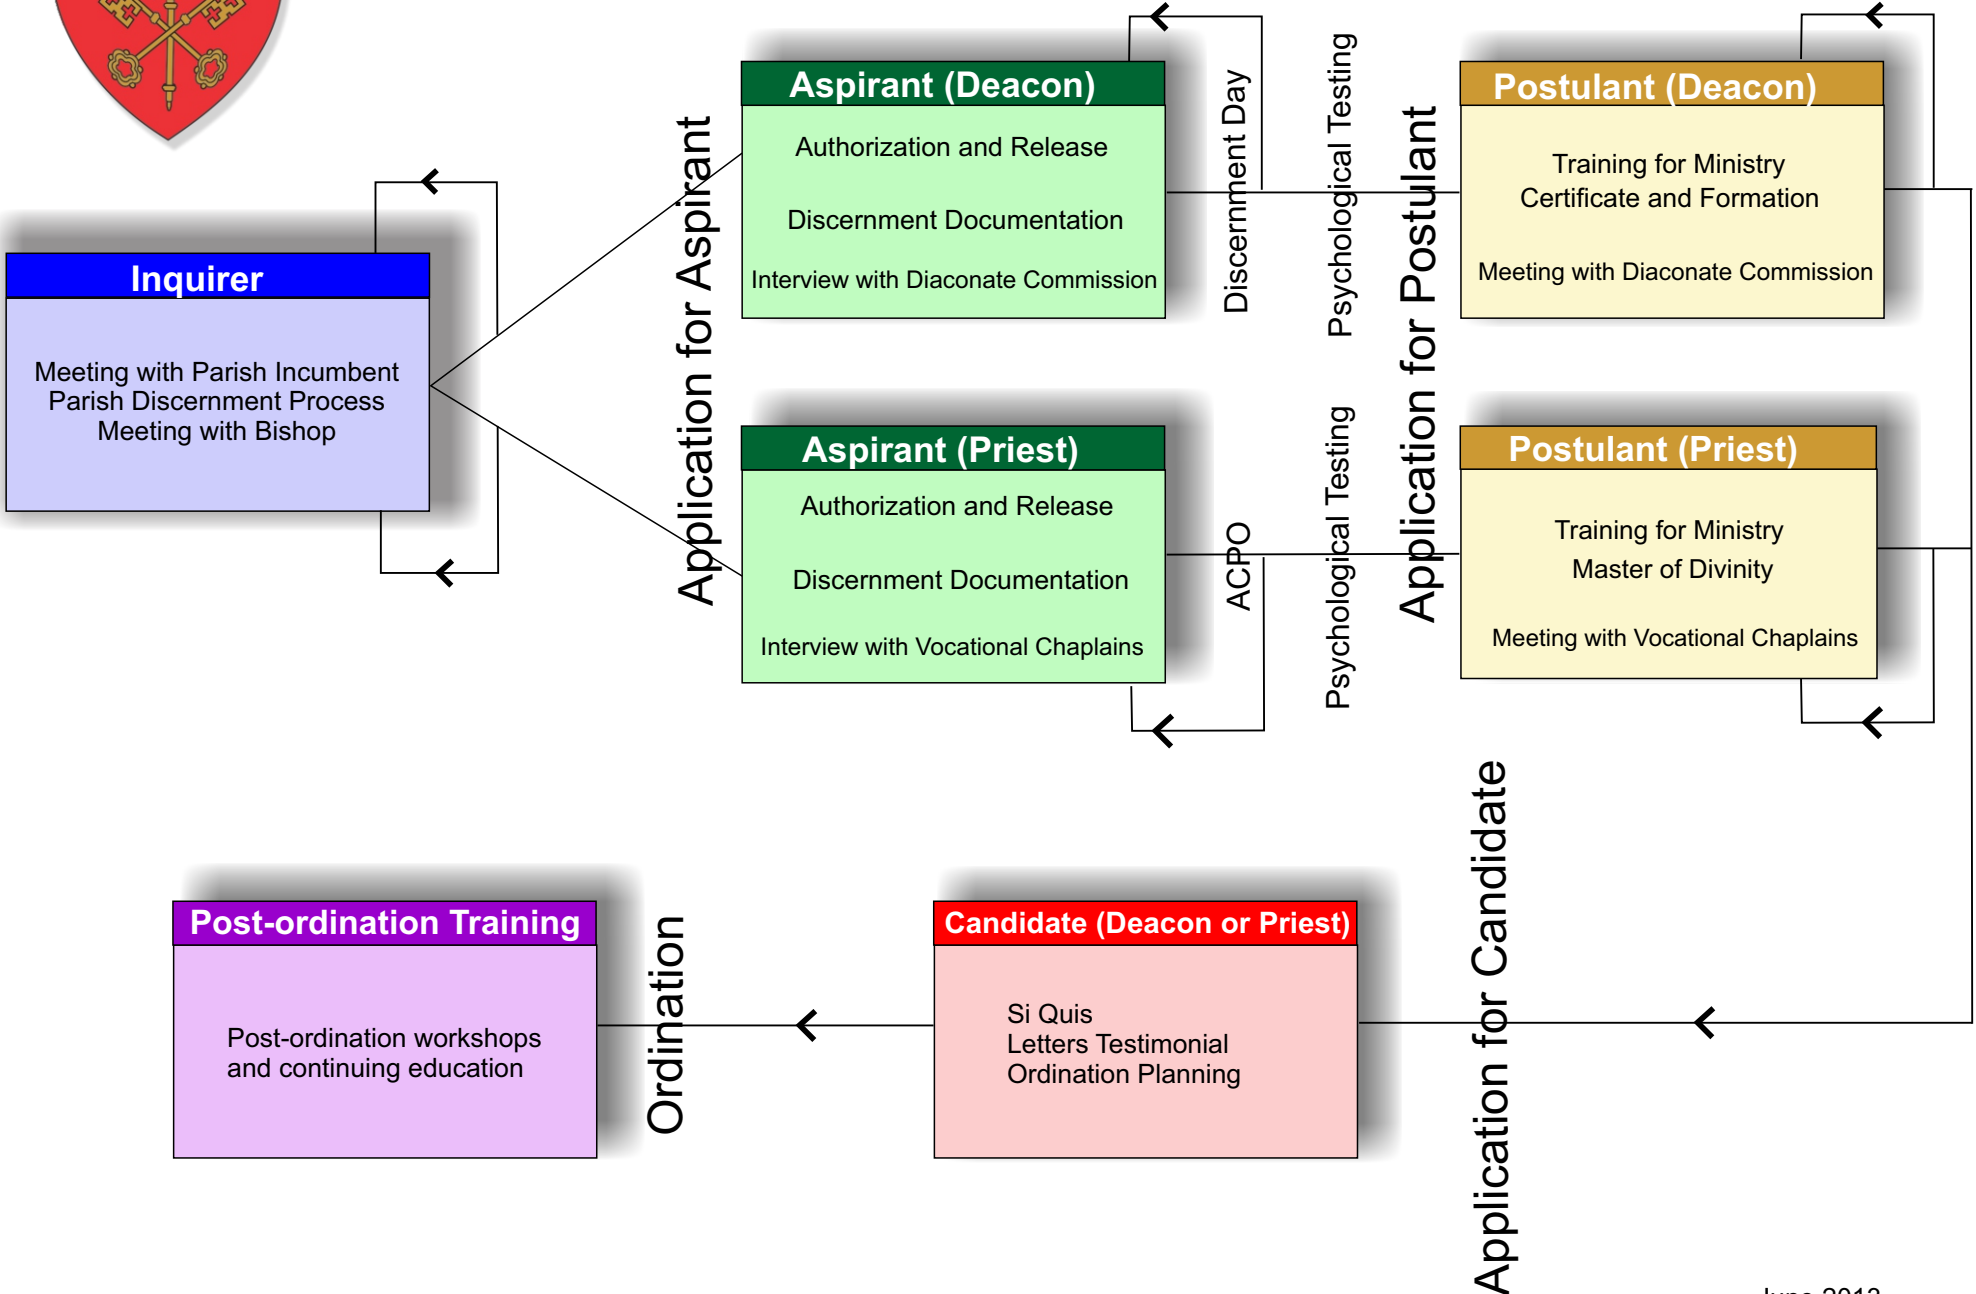 Inquirer
Meeting with Parish Incumbent
Parish Discernment Process
Meeting with Bishop
Application for Aspirant
Aspirant (Deacon)
Authorization and Release
Discernment Documentation
Interview with Diaconate Commission
Discernment Day
Psychological Testing
Aspirant (Priest)
Authorization and Release
Discernment Documentation
Interview with Vocational Chaplains
ACPO
Psychological Testing
Application for Postulant
Postulant (Deacon)
Training for Ministry
Certificate and Formation
Meeting with Diaconate Commission
Postulant (Priest)
Training for Ministry
Master of Divinity
Meeting with Vocational Chaplains
Application for Candidate
Candidate (Deacon or Priest)
Si Quis
Letters Testimonial
Ordination Planning
Ordination
Post-ordination Training
Post-ordination workshops
and continuing education